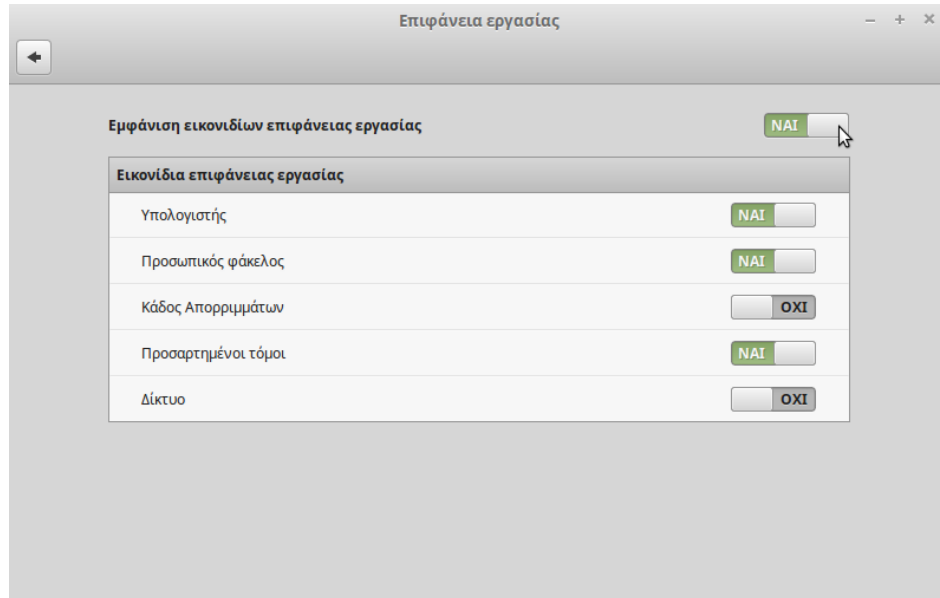 Επιφάνεια εργασίας
Εμφάνιση εικονιδίων επιφάνειας εργασίας ΝΑΙ
Εικονίδια επιφάνειας εργασίας
Υπολογιστής ΝΑΙ
Προσωπικός φάκελος ΝΑΙ
Κάδος Απορριμμάτων ΟΧΙ
Προσαρτημένοι τόμοι ΝΑΙ
Δίκτυο ΟΧΙ